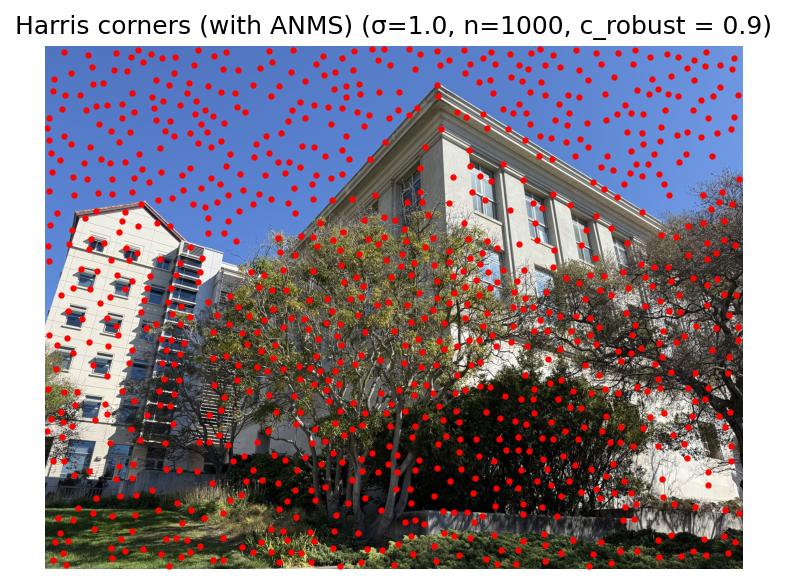 Harris corners (with ANMS) (σ=1.0, n=1000, c_robust = 0.9)